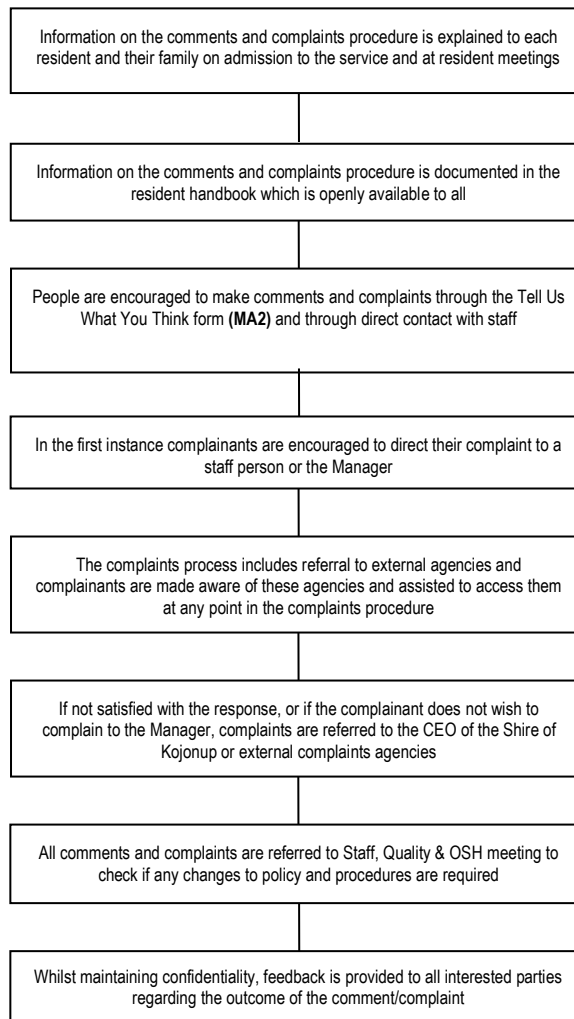 Information on the comments and complaints procedure is explained to each
resident and their family on admission to the service and at resident meetings
Information on the comments and complaints procedure is documented in the
resident handbook which is openly available to all
People are encouraged to make comments and complaints through the Tell Us
What You Think form (MA2) and through direct contact with staff
In the first instance complainants are encouraged to direct their complaint to a
staff person or the Manager
The complaints process includes referral to external agencies and
complainants are made aware of these agencies and assisted to access them
at any point in the complaints procedure
If not satisfied with the response, or if the complainant does not wish to
complain to the Manager, complaints are referred to the CEO of the Shire of
Kojonup or external complaints agencies
All comments and complaints are referred to Staff, Quality & OSH meeting to
check if any changes to policy and procedures are required
Whilst maintaining confidentiality, feedback is provided to all interested parties
regarding the outcome of the comment/complaint